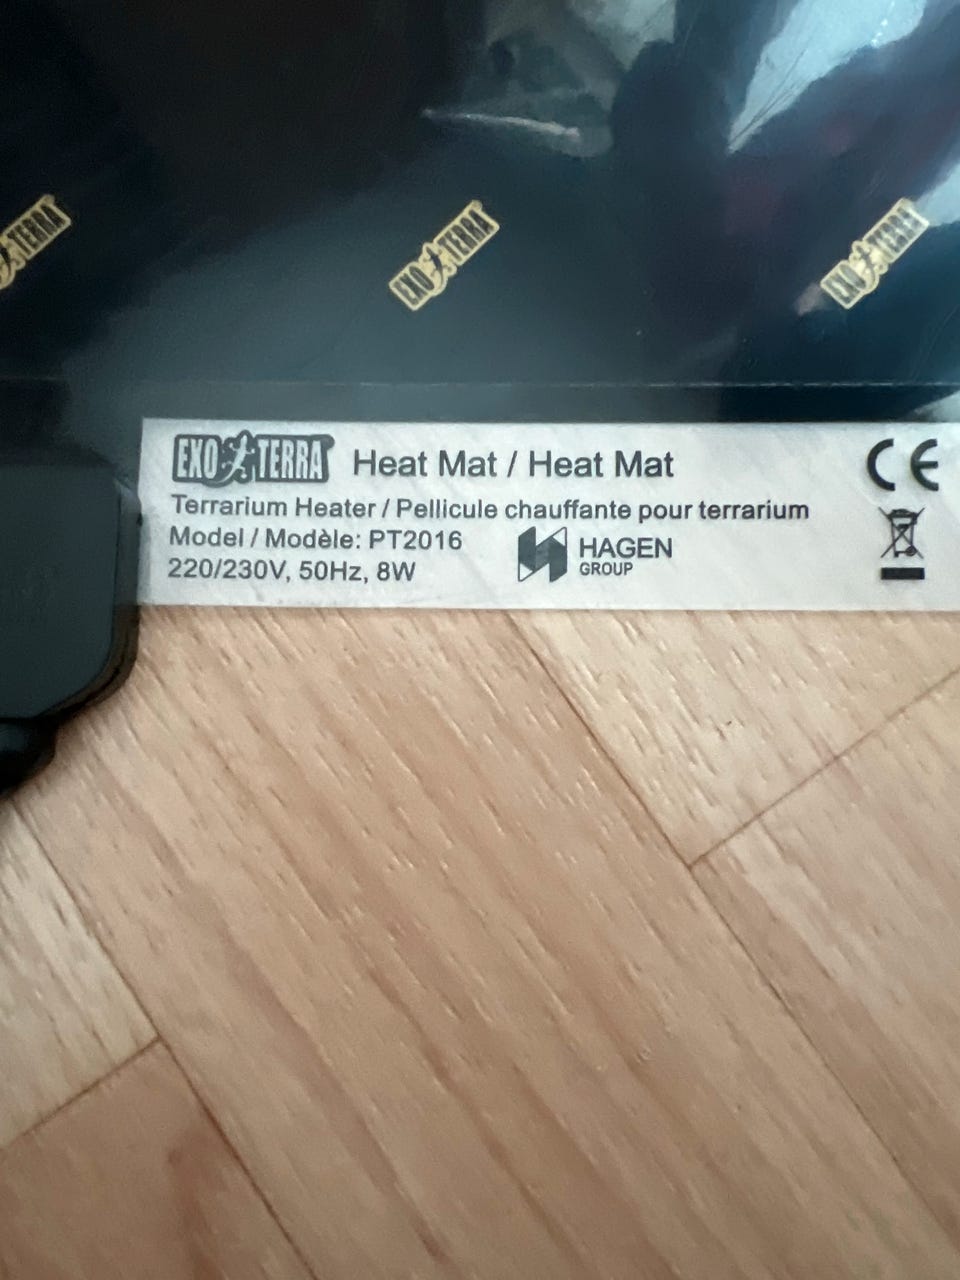 EXO TERRA
EXO TERRA
EXO TERRA
EXO TERRA Heat Mat / Heat Mat
Terrarium Heater / Pellicule chauffante pour terrarium
Model / Modèle: PT2016
220/230V, 50Hz, 8W
HAGEN
GROUP
CE